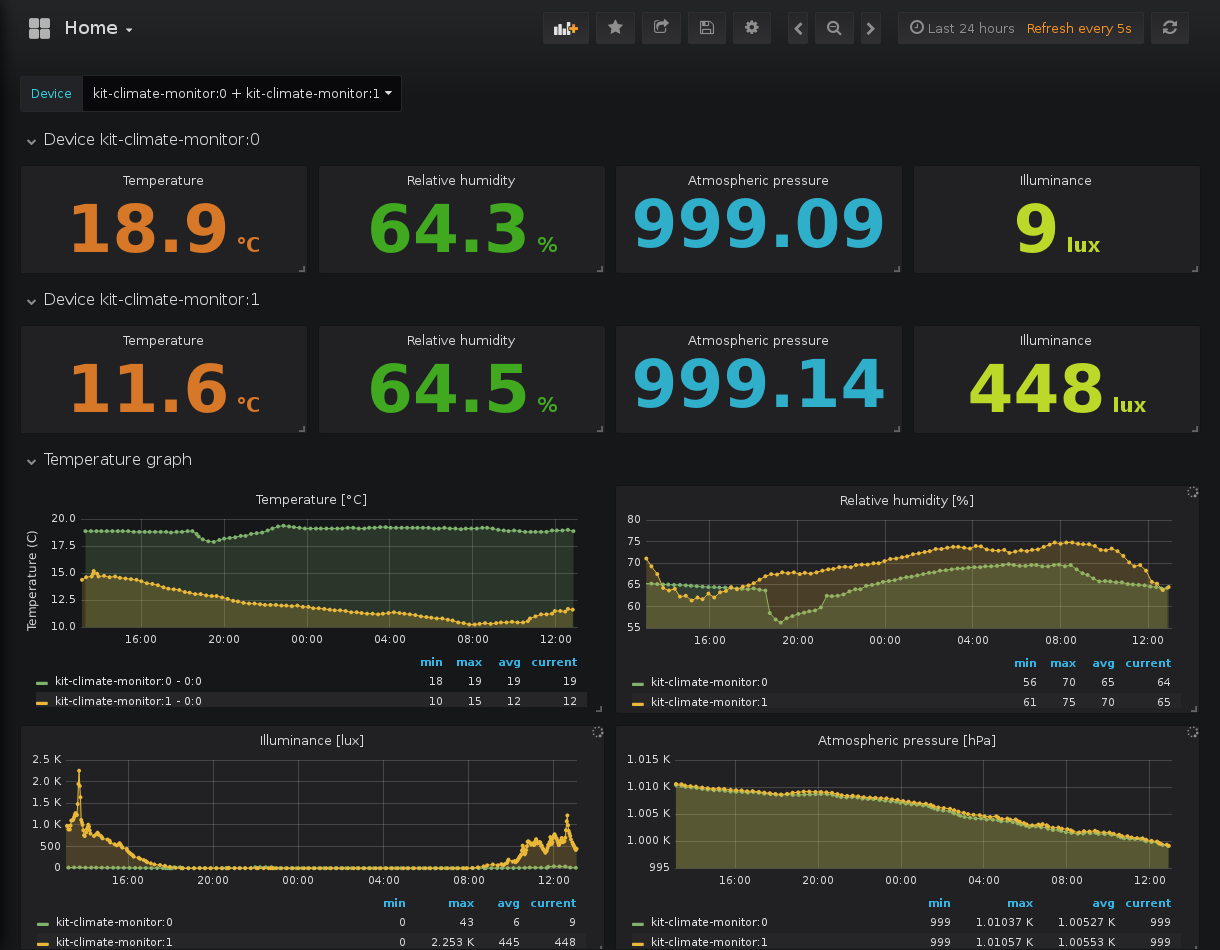 Home
Last 24 hours Refresh every 5s
Device kit-climate-monitor:0 + kit-climate-monitor:1
Device kit-climate-monitor:0
Temperature Relative humidity Atmospheric pressure Illuminance
18.9 °C 64.3 % 999.09 9 lux
Device kit-climate-monitor:1
Temperature Relative humidity Atmospheric pressure Illuminance
11.6 °C 64.5 % 999.14 448 lux
Temperature graph
Temperature [°C]
Temperature (C)
20.0
17.5
15.0
12.5
10.0
16:00 20:00 00:00 04:00 08:00 12:00
min max avg current
kit-climate-monitor:0 - 0:0 18 19 19 19
kit-climate-monitor:1 - 0:0 10 15 12 12
Relative humidity [%]
80
75
70
65
60
55
16:00 20:00 00:00 04:00 08:00 12:00
min max avg current
kit-climate-monitor:0 56 70 65 64
kit-climate-monitor:1 61 75 70 65
Illuminance [lux]
2.5 K
2.0 K
1.5 K
1.0 K
500
0
16:00 20:00 00:00 04:00 08:00 12:00
min max avg current
kit-climate-monitor:0 0 43 6 9
kit-climate-monitor:1 0 2.253 K 445 448
Atmospheric pressure [hPa]
1.015 K
1.010 K
1.005 K
1.000 K
995
16:00 20:00 00:00 04:00 08:00 12:00
min max avg current
kit-climate-monitor:0 999 1.01037 K 1.00527 K 999
kit-climate-monitor:1 999 1.01057 K 1.00553 K 999